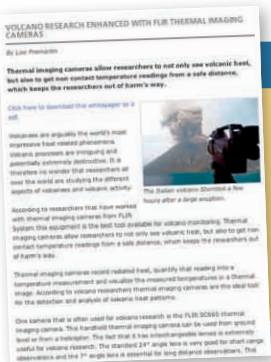 VOLCANO RESEARCH ENHANCED WITH FLIR THERMAL IMAGING
CAMERAS
By Joe Promartin
Thermal imaging cameras allow researchers to not only see volcanic heat,
but also to get non contact temperature readings from a safe distance,
which keeps the researchers out of harm's way.
Click here to download this whitepaper as a
pdf.
Volcanoes are arguably the world's most
impressive heat related phenomena.
Volcanic processes are intriguing and
potentially extremely destructive. It is
therefore no wonder that researchers all
over the world are studying the different
aspects of volcanoes and volcanic activity.
The Italian volcano Stromboli a few
hours after a large eruption.
According to researchers that have worked
with thermal imaging cameras from FLIR
System this equipment is the best tool available for volcano monitoring. Thermal
imaging cameras allow researchers to not only see volcanic heat, but also to get non
contact temperature readings from a safe distance, which keeps the researchers out
of harm's way.
Thermal imaging cameras record radiated heat, quantify that reading into a
temperature measurement and visualize the measured temperatures in a thermal
image. According to volcano researchers thermal imaging cameras are the ideal tool
for the detection and analysis of volcano heat patterns.
One camera that is often used for volcano research is the FLIR SC660 thermal
imaging camera. This handheld thermal imaging camera can be used from ground
level or from a helicopter. The fact that it has interchangeable lenses is extremely
useful for volcano research. The standard 24° angle lens is very good for short range
observations and the 7° angle lens is essential for long distance observations. This